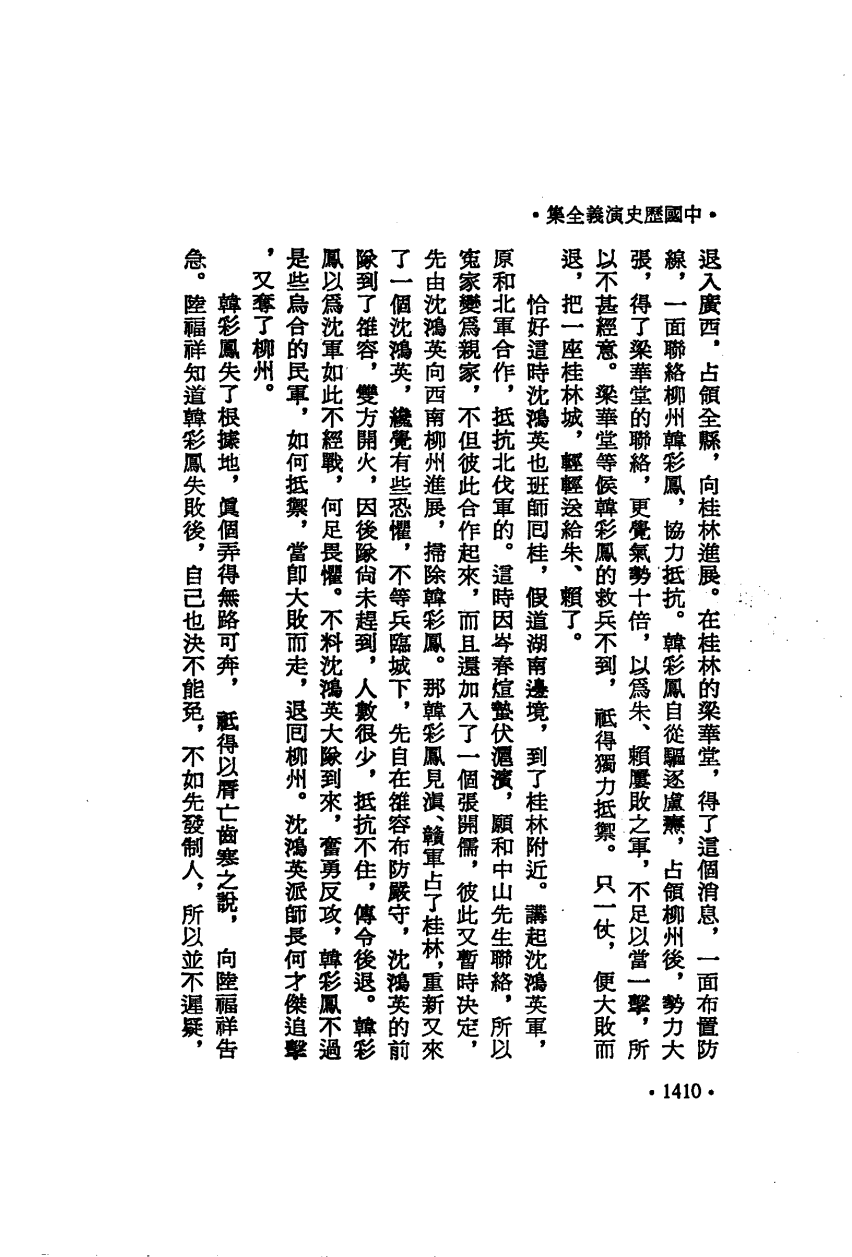 •中國歷史演義全集•
退入廣西，占領全縣，向桂林進展。在桂林的梁華堂，得了這個消息，一面布置防
線，一面聯絡柳州韓彩鳳，協力抵抗。韓彩鳳自從驅逐盧燾，占領柳州後，勢力大
張，得了梁華堂的聯絡，更覺氣勢十倍，以爲朱、賴屢敗之軍，不足以當一擊，所
以不甚經意。梁華堂等候韓彩鳳的救兵不到，祗得獨力抵禦。只一仗，便大敗而
退，把一座桂林城，輕輕送給朱、賴了。
恰好這時沈鴻英也班師回桂，假道湖南邊境，到了桂林附近。講起沈鴻英軍，
原和北軍合作，抵抗北伐軍的。這時因岑春煊蟄伏滬濱，願和中山先生聯絡，所以
寃家變爲親家，不但彼此合作起來，而且還加入了一個張開儒，彼此又暫時決定，
先由沈鴻英向西南柳州進展，掃除韓彩鳳。那韓彩鳳見滇、贛軍占了桂林，重新又來
了一個沈鴻英，纔覺有些恐懼，不等兵臨城下，先自在雒容布防嚴守，沈鴻英的前
隊到了雒容，雙方開火，因後隊尙未趕到，人數很少，抵抗不住，傳令後退。韓彩
鳳以爲沈軍如此不經戰，何足畏懼。不料沈鴻英大隊到來，奮勇反攻，韓彩鳳不過
是些烏合的民軍，如何抵禦，當卽大敗而走，退回柳州。沈鴻英派師長何才傑追擊
，又奪了柳州。
韓彩鳳失了根據地，眞個弄得無路可奔，祗得以脣亡齒寒之說，向陸福祥告
急。陸福祥知道韓彩鳳失敗後，自己也決不能免，不如先發制人，所以並不遲疑，
•1410•